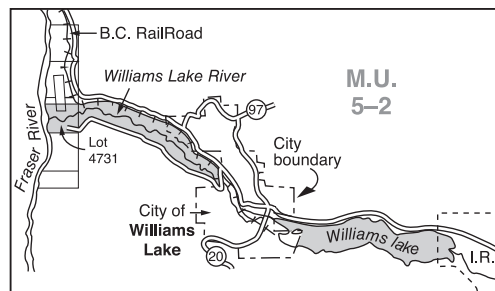 B.C. RailRoad
Williams Lake River
M.U.
5–2
97
Fraser River
Lot
4731
City
boundary
City of
Williams
Lake
20
Williams lake
I.R.